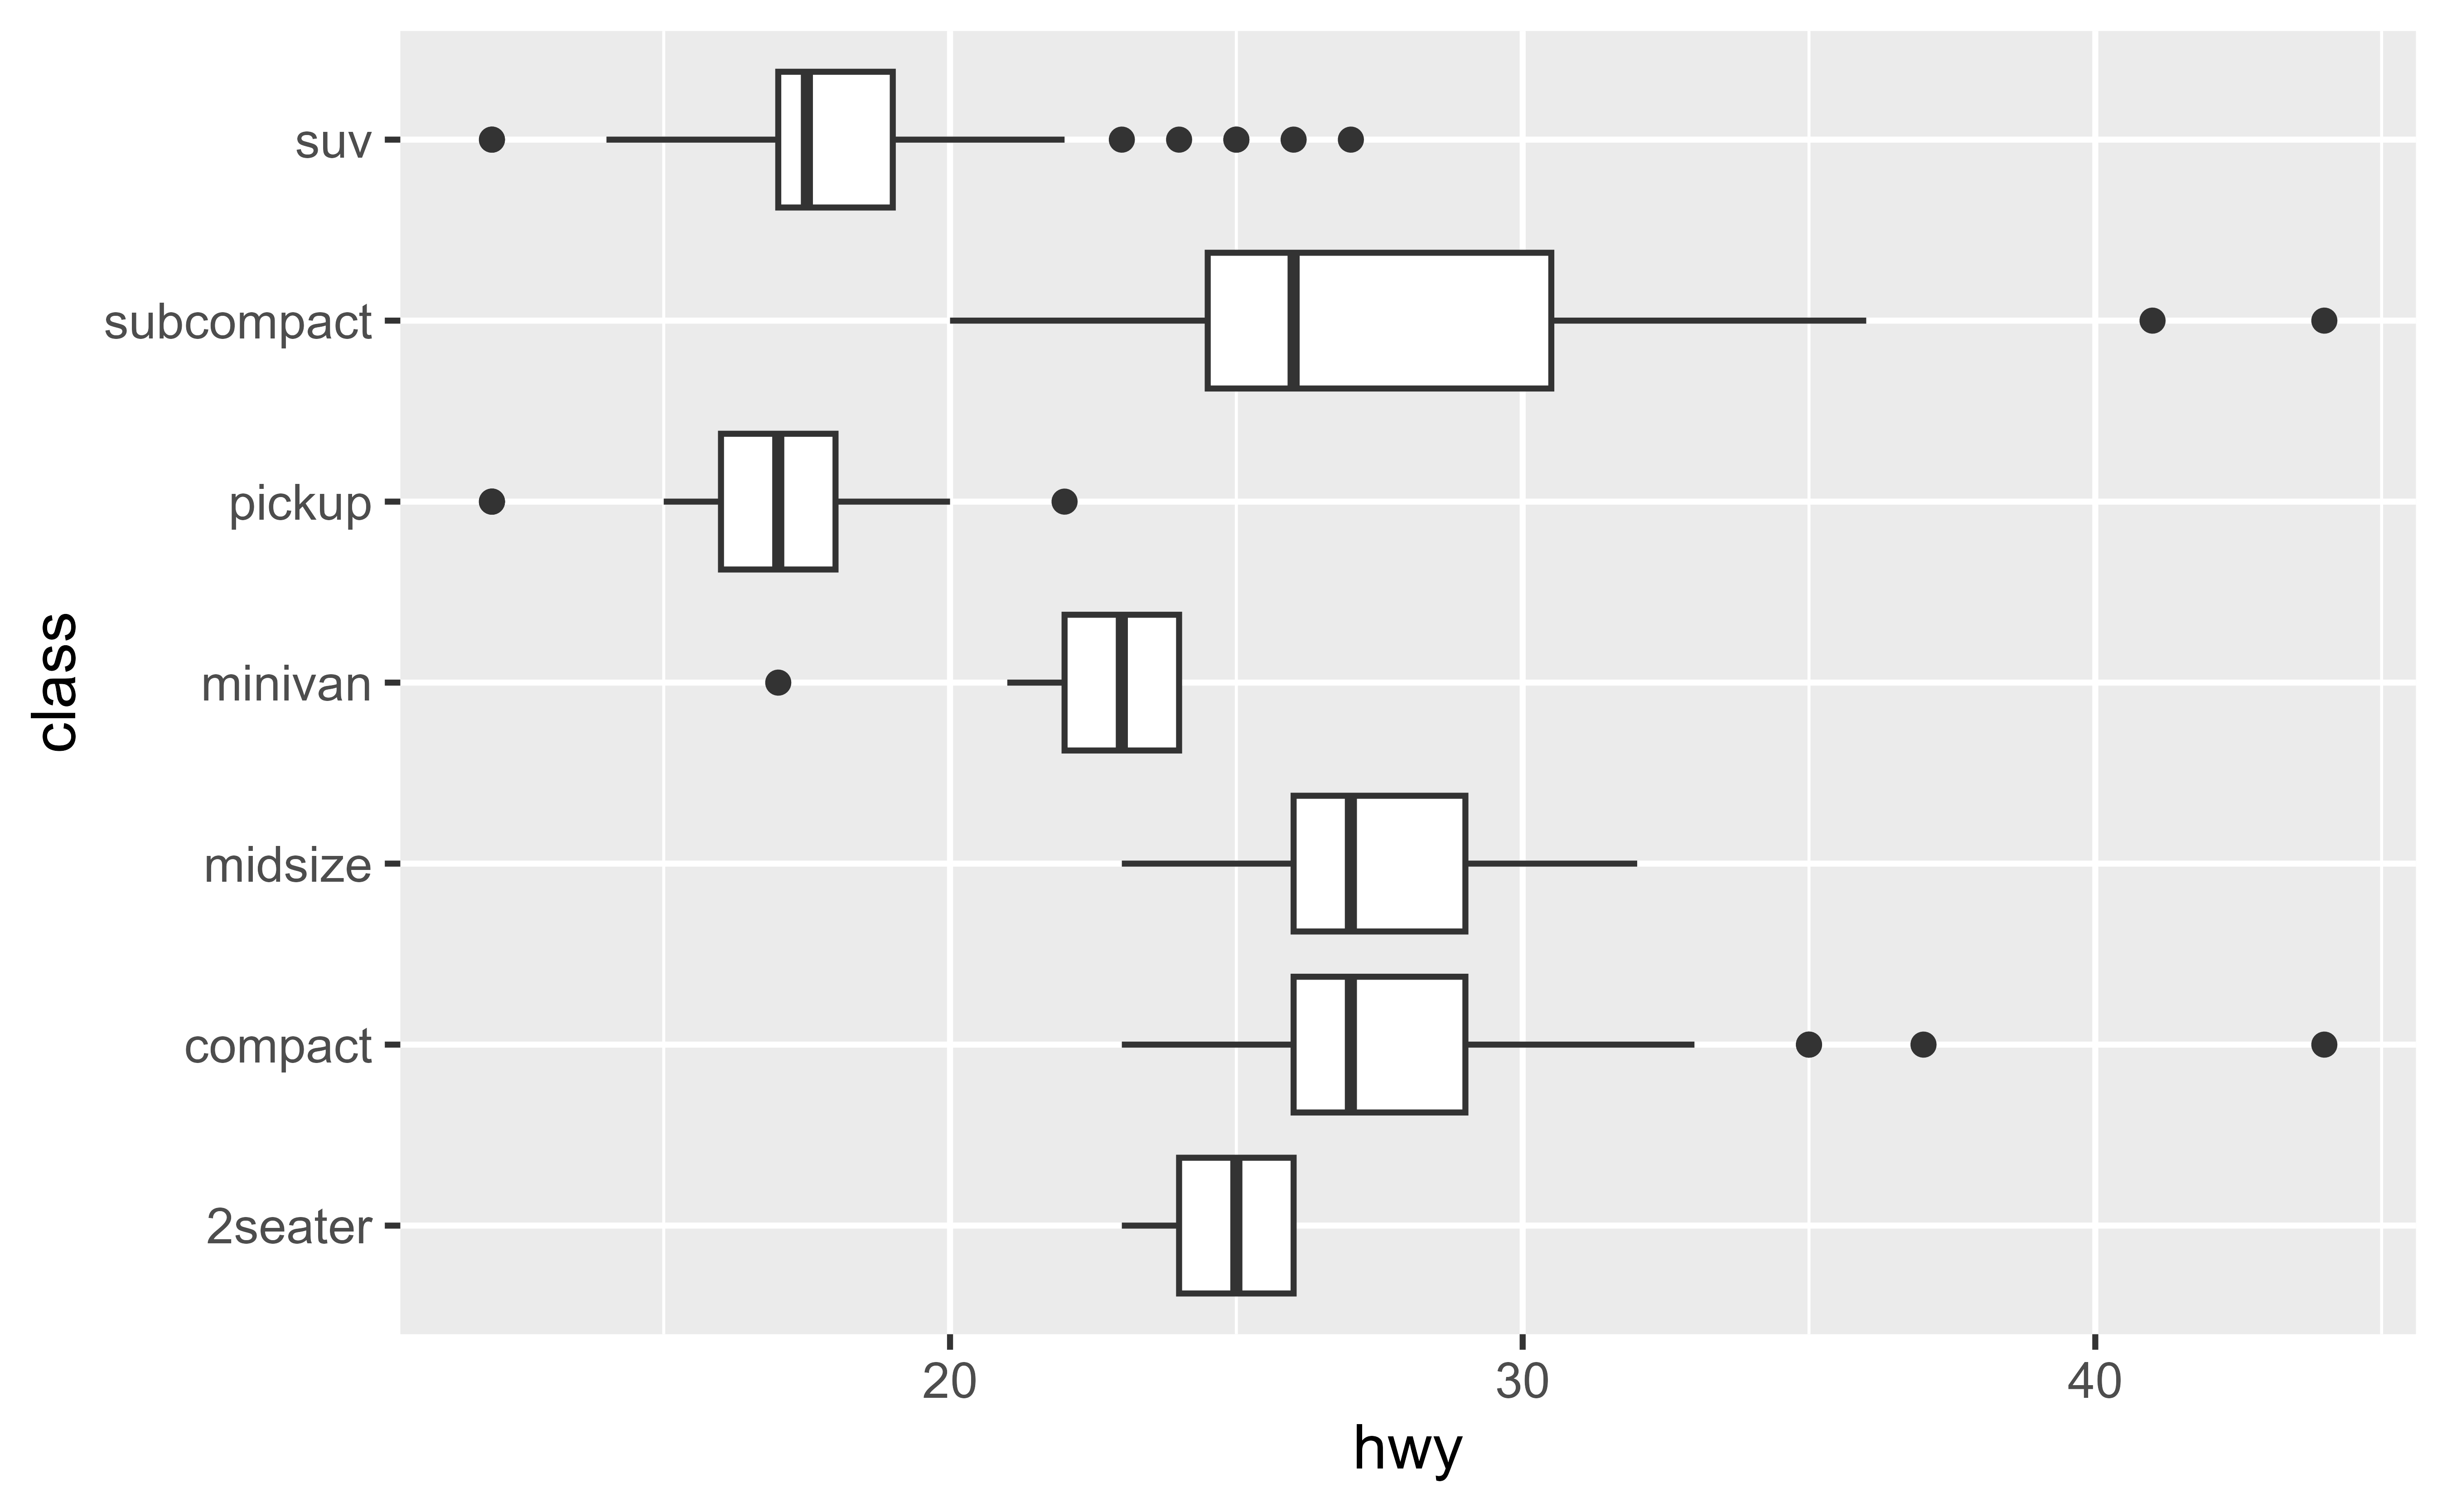 class
suv
subcompact
pickup
minivan
midsize
compact
2seater
20 30 40
hwy